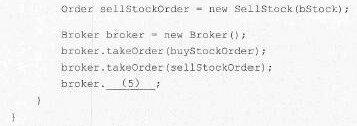 Order sellStockOrder = new SellStock(bStock);
Broker broker = new Broker();
broker.takeOrder(buyStockOrder);
broker.takeOrder(sellStockOrder);
broker. (5) ;
}
}